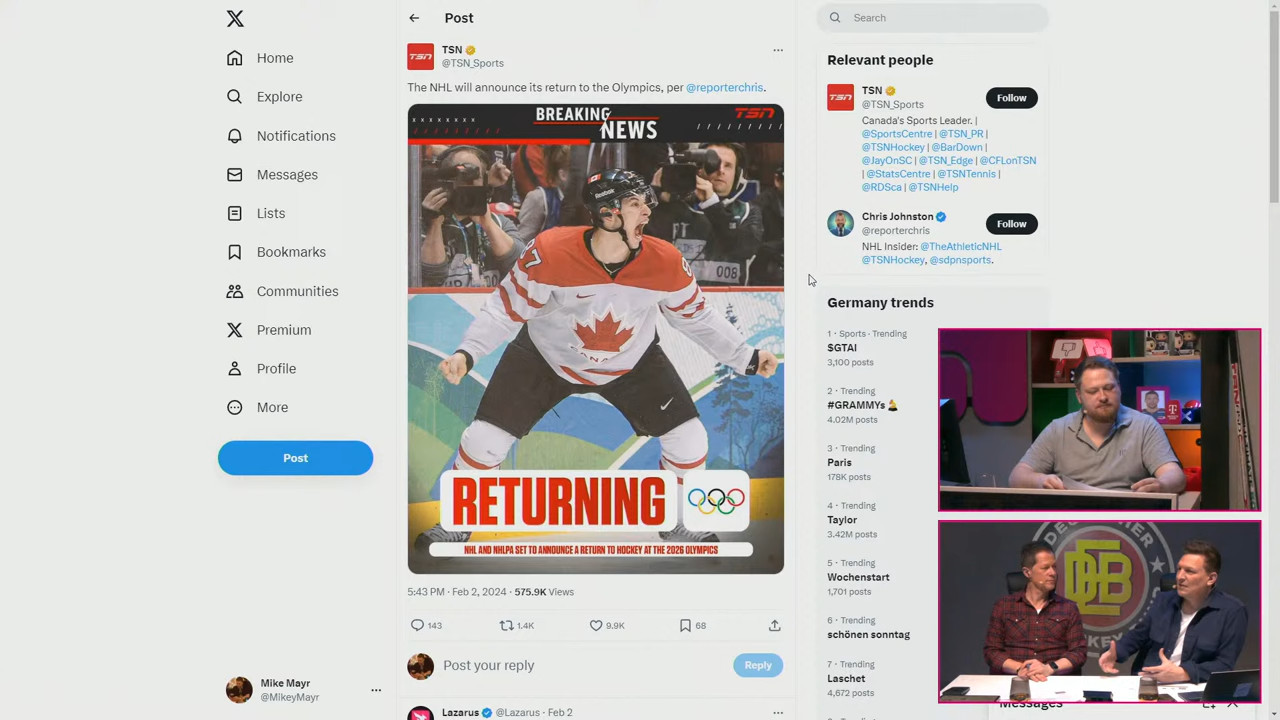 Post
Search
Home
Explore
Notifications
Messages
Lists
Bookmarks
Communities
Premium
Profile
More
Post
Mike Mayr
@MikeyMayr
TSN
@TSN_Sports
The NHL will announce its return to the Olympics, per @reporterchris.
BREAKING
NEWS
TSN
87
008
CANADA
RETURNING
NHL AND NHLPA SET TO ANNOUNCE A RETURN TO HOCKEY AT THE 2026 OLYMPICS
5:43 PM · Feb 2, 2024 · 575.9K Views
143
1.4K
9.9K
68
Post your reply
Reply
Lazarus @Lazarus · Feb 2
Relevant people
TSN
@TSN_Sports
Follow
Canada's Sports Leader. |
@SportsCentre | @TSN_PR |
@TSNHockey | @BarDown |
@JayOnSC | @TSN_Edge | @CFLonTSN
| @StatsCentre | @TSNTennis |
@RDSca | @TSNHelp
Chris Johnston
@reporterchris
Follow
NHL Insider: @TheAthleticNHL
@TSNHockey, @sdpnsports.
Germany trends
1 · Sports · Trending
$GTAI
3,100 posts
2 · Trending
#GRAMMYs
4.02M posts
3 · Trending
Paris
178K posts
4 · Trending
Taylor
3.42M posts
5 · Trending
Wochenstart
1,701 posts
6 · Trending
schönen sonntag
7 · Trending
Laschet
4,672 posts
DEB
Messages